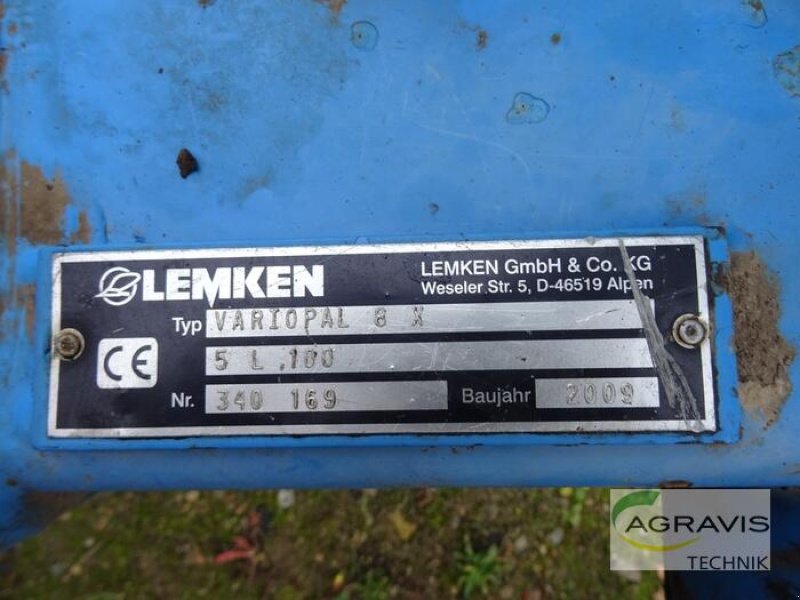 LEMKEN
LEMKEN GmbH & Co. KG
Weseler Str. 5, D-46519 Alpen
Typ VARIOPAL 8 X
CE 5 L 100
Nr. 340 169 Baujahr 2009
AGRAVIS
TECHNIK